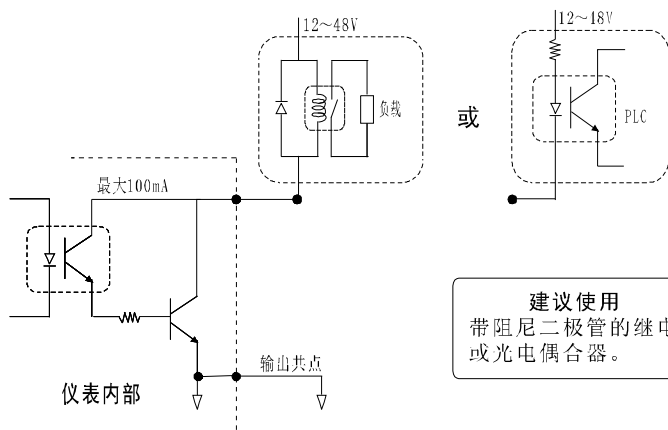 12～48V
负载
或
12～18V
PLC
最大100mA
输出共点
仪表内部
建议使用
带阻尼二极管的继电
或光电偶合器。